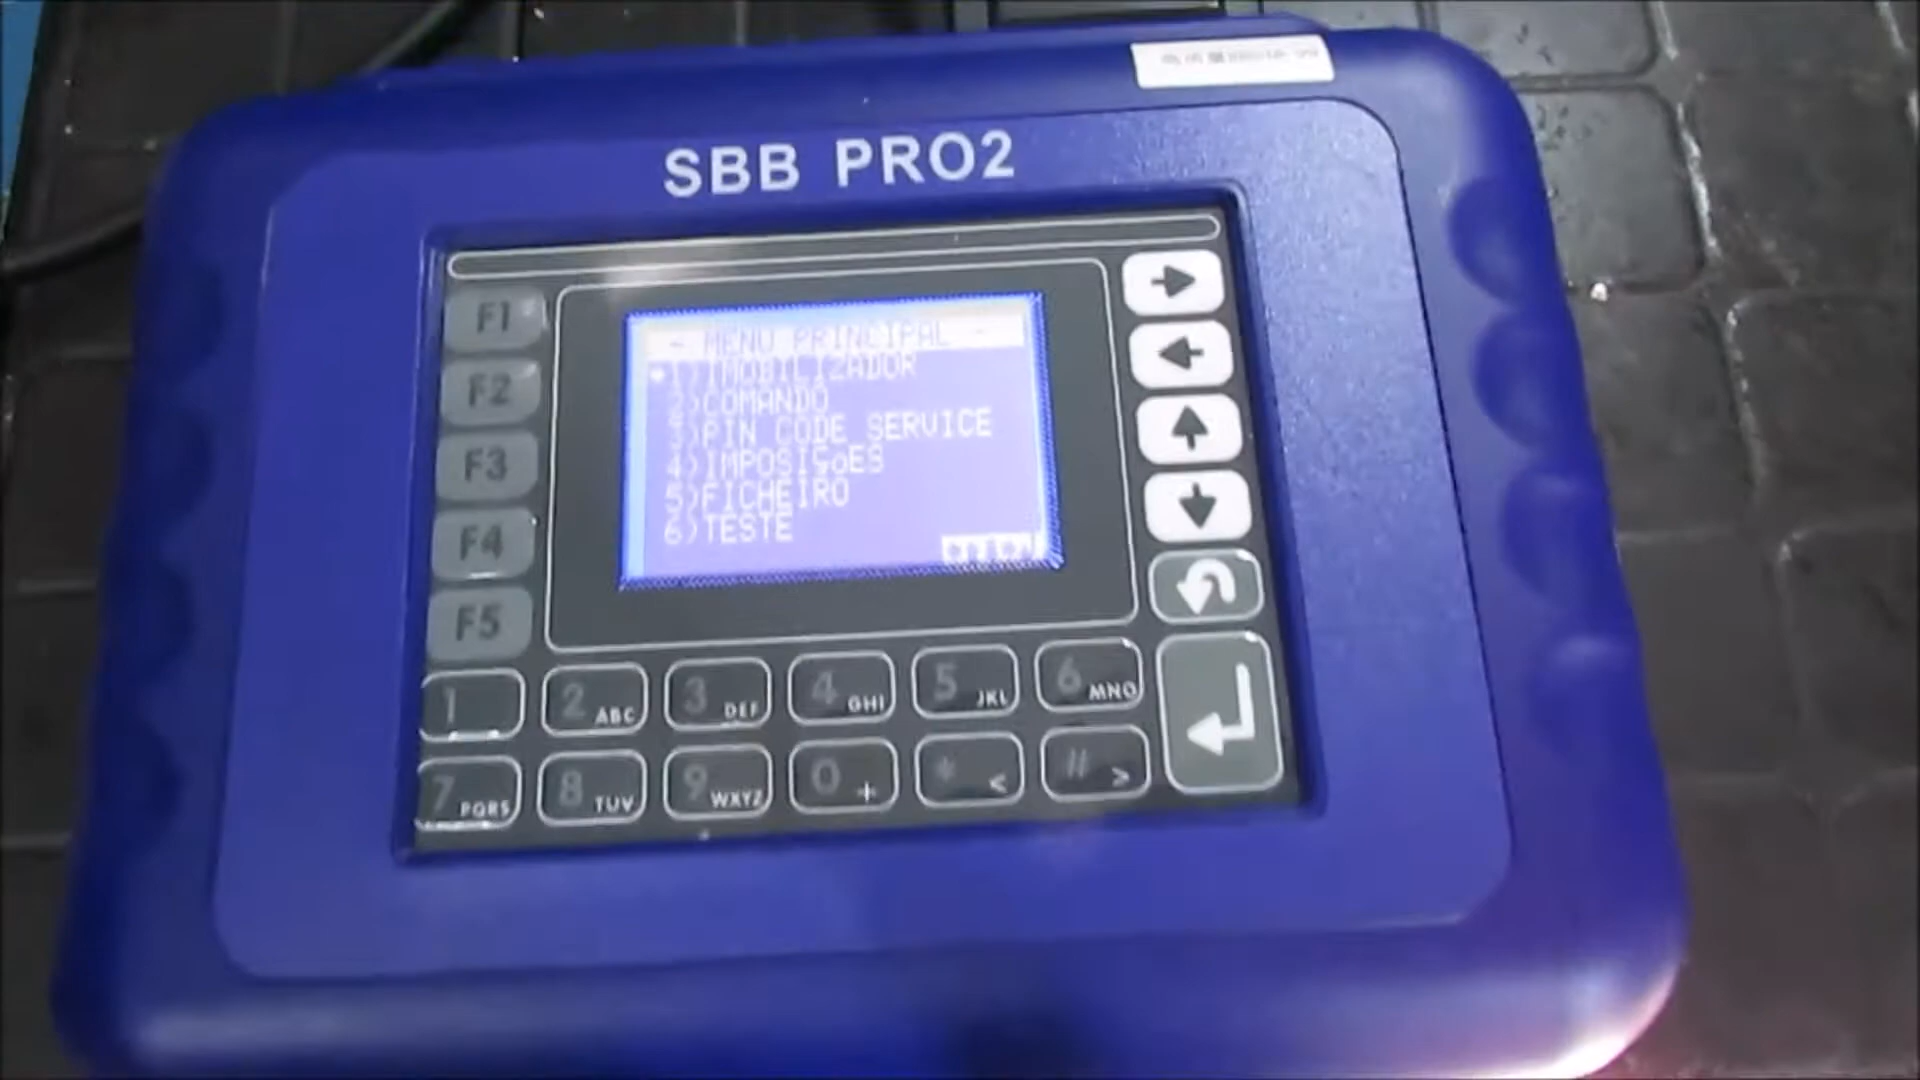 SBB PRO2
- MENU PRINCIPAL -
1)IMOBILIZADOR
2)COMANDO
3)PIN CODE SERVICE
4)IMPOSIÇõES
5)FICHEIRO
6)TESTE
F1
F2
F3
F4
F5
1 2 ABC 3 DEF 4 GHI 5 JKL 6 MNO
7 PQRS 8 TUV 9 WXYZ 0 + * < # >